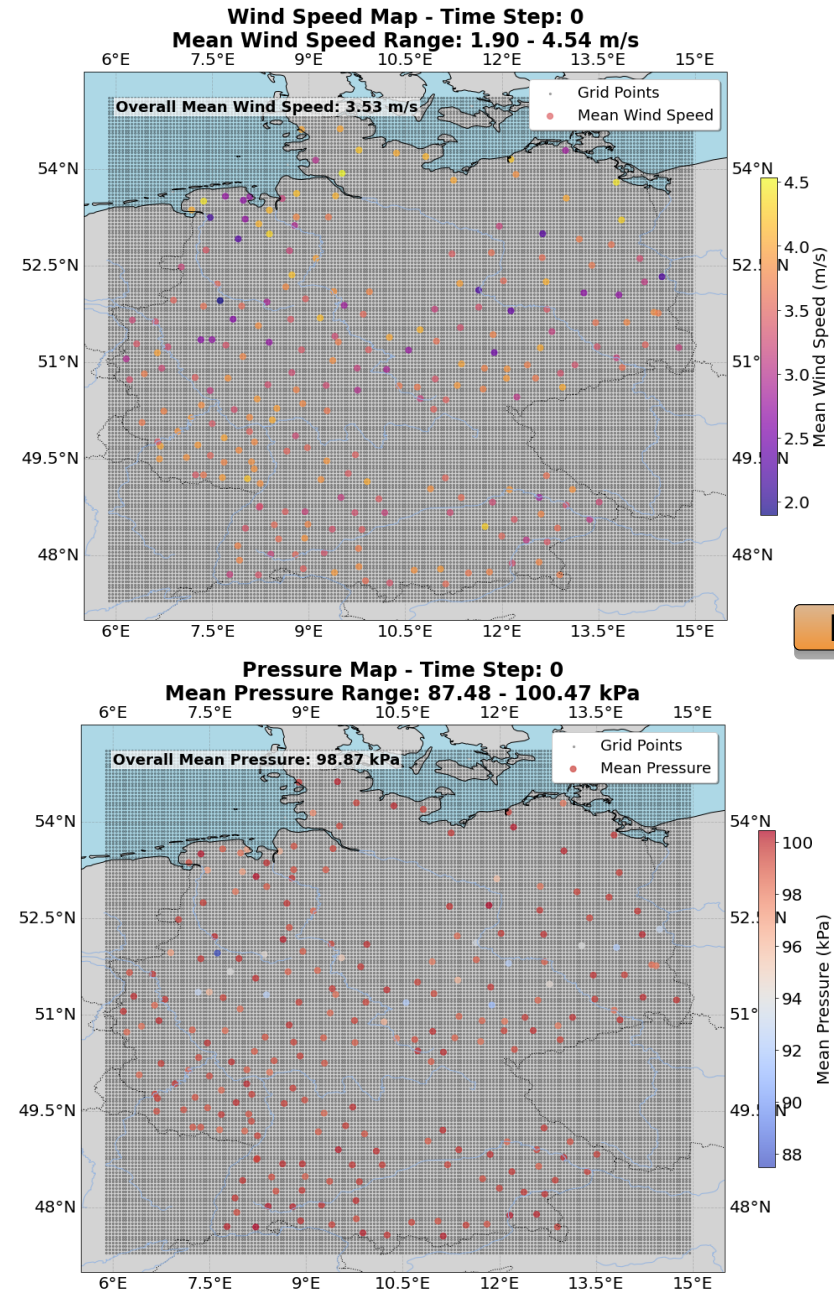 Wind Speed Map - Time Step: 0
Mean Wind Speed Range: 1.90 - 4.54 m/s
6°E 7.5°E 9°E 10.5°E 12°E 13.5°E 15°E
Grid Points
Mean Wind Speed
Overall Mean Wind Speed: 3.53 m/s
54°N 54°N
52.5°N 52.5 N
51°N 51°N
49.5°N 49.5 N
48°N 48°N
6°E 7.5°E 9°E 10.5°E 12°E 13.5°E 15°E
4.5
4.0
3.5
3.0
2.5
2.0
Mean Wind Speed (m/s)
Pressure Map - Time Step: 0
Mean Pressure Range: 87.48 - 100.47 kPa
6°E 7.5°E 9°E 10.5°E 12°E 13.5°E 15°E
Grid Points
Mean Pressure
Overall Mean Pressure: 98.87 kPa
54°N 54°N
52.5°N 52.5 N
51°N 51°N
49.5°N 49.5 N
48°N 48°N
6°E 7.5°E 9°E 10.5°E 12°E 13.5°E 15°E
100
98
96
94
92
90
88
Mean Pressure (kPa)